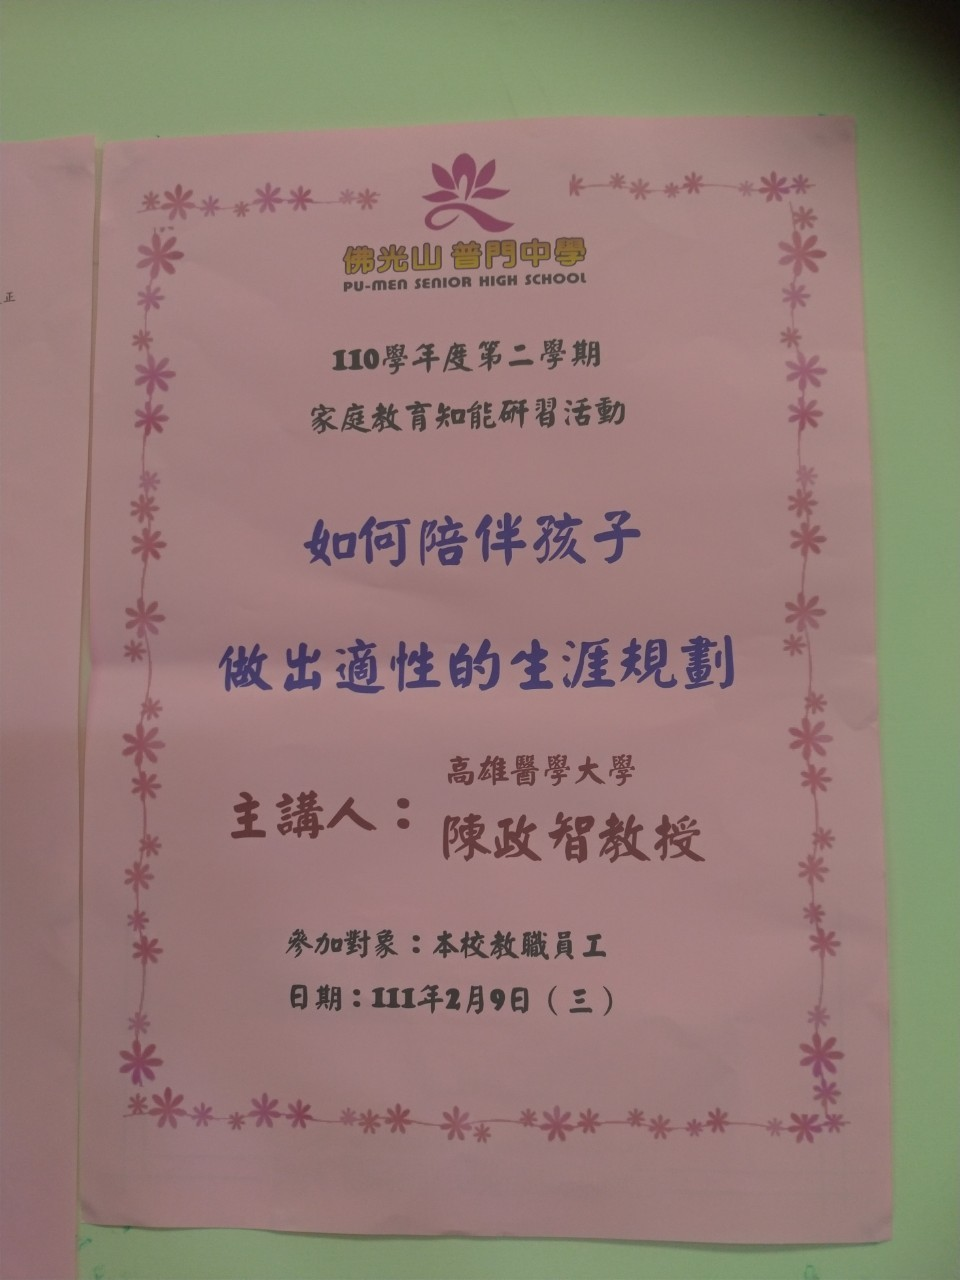 佛光山 普門中學
PU-MEN SENIOR HIGH SCHOOL
110學年度第二學期
家庭教育知能研習活動
如何陪伴孩子
做出適性的生涯規劃
高雄醫學大學
主講人：陳政智教授
參加對象：本校教職員工
日期：111年2月9日（三）
正